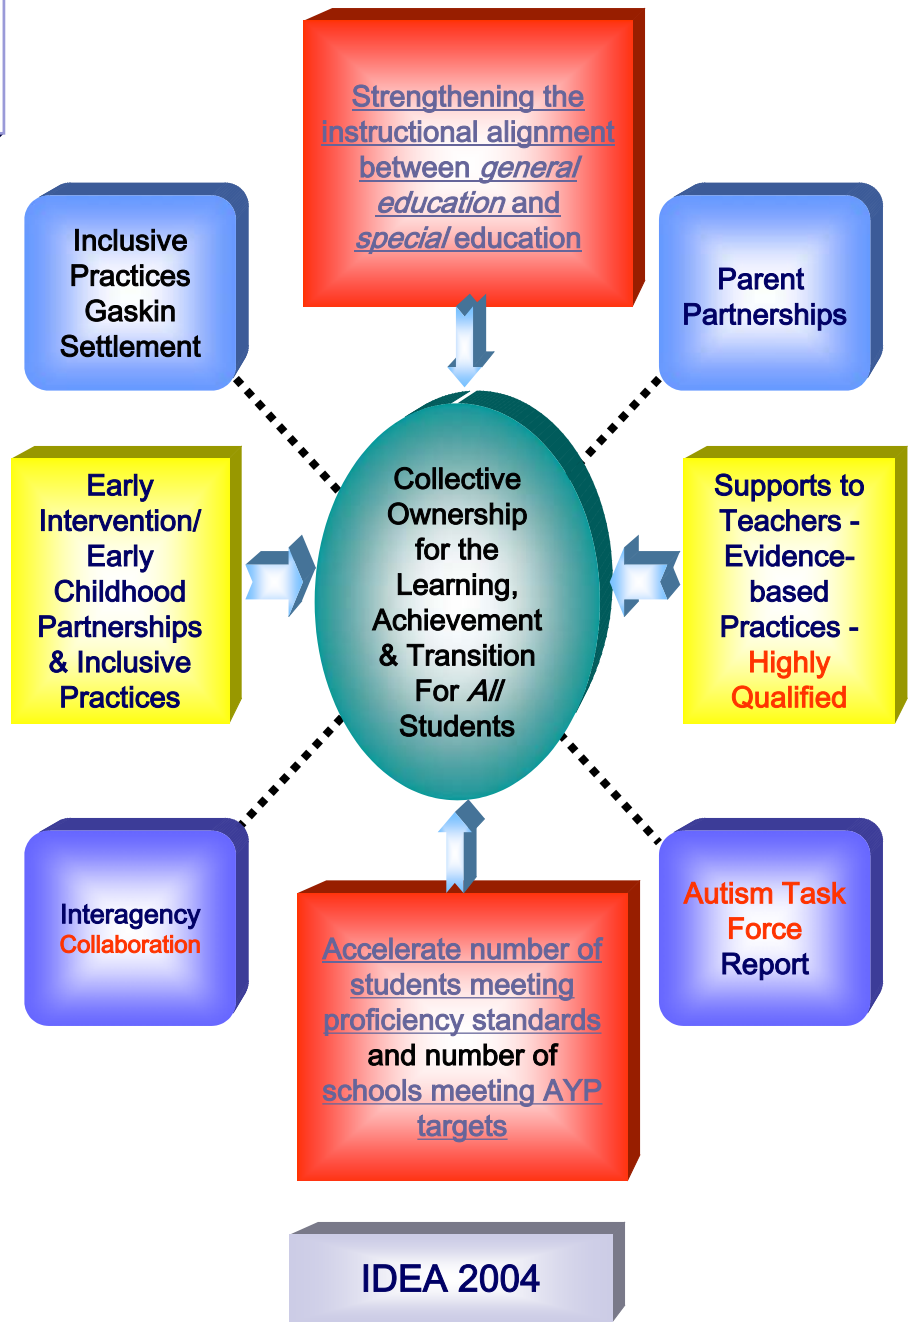 Strengthening the
instructional alignment
between general
education and
special education
Inclusive
Practices
Gaskin
Settlement
Parent
Partnerships
Early
Intervention/
Early
Childhood
Partnerships
& Inclusive
Practices
Collective
Ownership
for the
Learning,
Achievement
& Transition
For All
Students
Supports to
Teachers -
Evidence-
based
Practices -
Highly
Qualified
Interagency
Collaboration
Autism Task
Force
Report
Accelerate number of
students meeting
proficiency standards
and number of
schools meeting AYP
targets
IDEA 2004